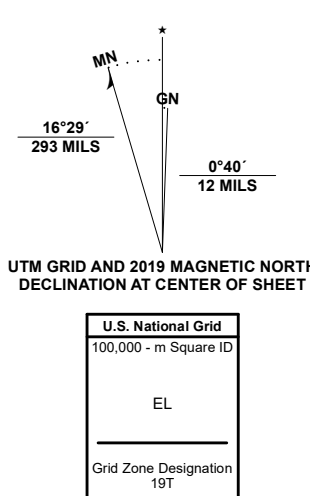 ★
MN
GN
16°29´
293 MILS
0°40´
12 MILS
UTM GRID AND 2019 MAGNETIC NORTH
DECLINATION AT CENTER OF SHEET
U.S. National Grid
100,000 - m Square ID
EL
Grid Zone Designation
19T